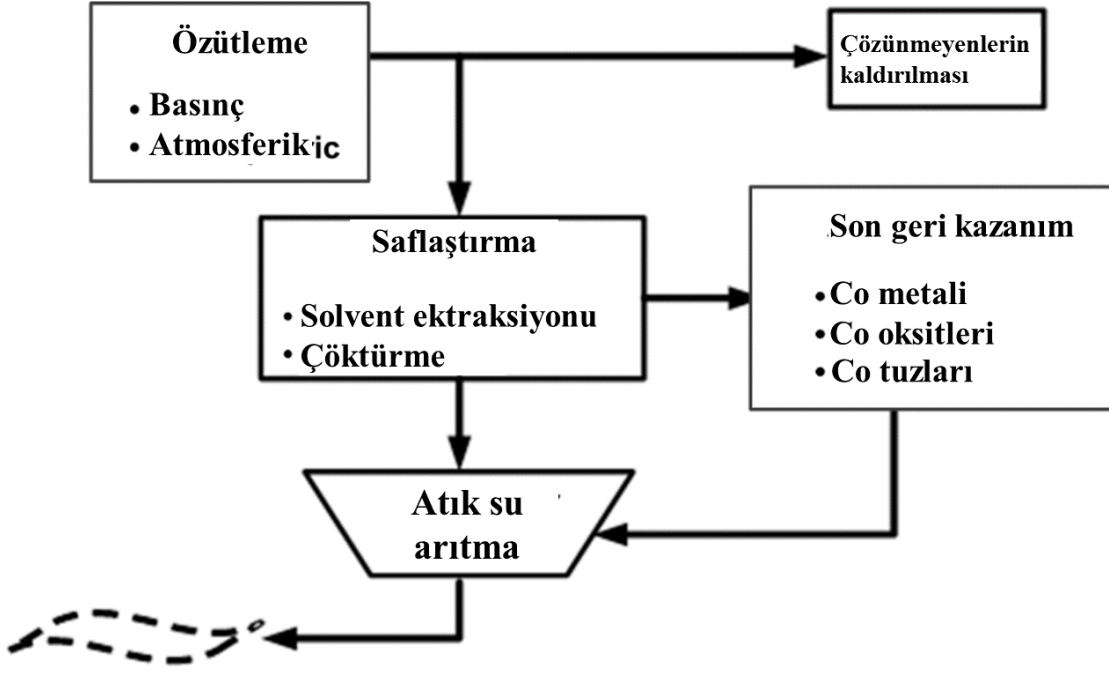 Özütleme
• Basınç
• Atmosferik ic
Çözünmeyenlerin
kaldırılması
Saflaştırma
• Solvent ektraksiyonu
• Çöktürme
Son geri kazanım
• Co metali
• Co oksitleri
• Co tuzları
Atık su
arıtma